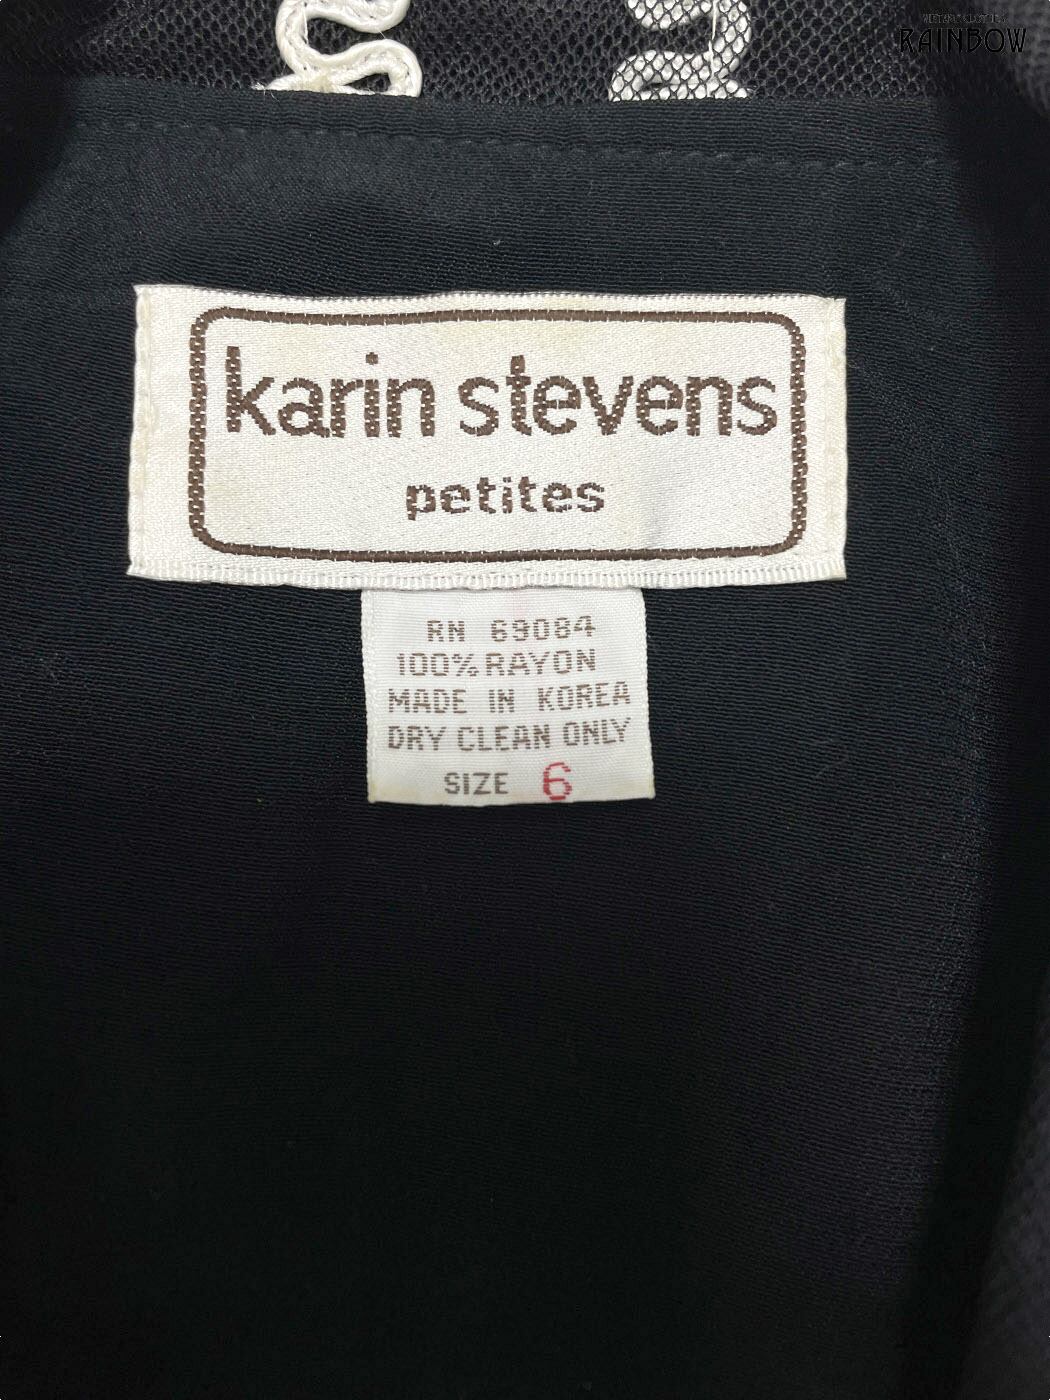 RAINBOW
karin stevens
petites
RN 69084
100% RAYON
MADE IN KOREA
DRY CLEAN ONLY
SIZE 6